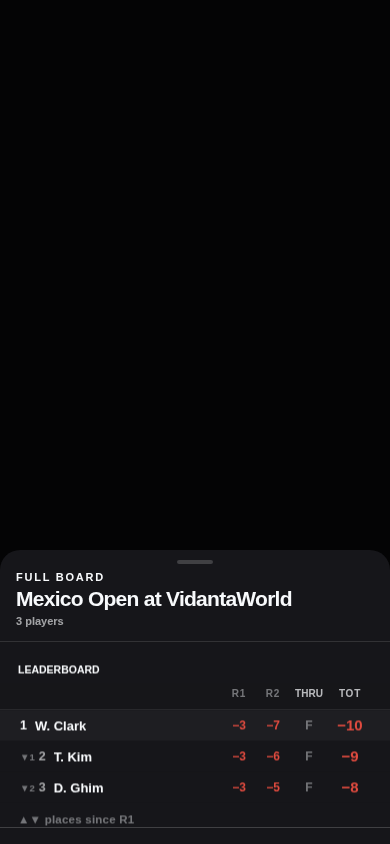 FULL BOARD
Mexico Open at VidantaWorld
3 players
LEADERBOARD
R1 R2 THRU TOT
1 W. Clark −3 −7 F −10
▼1 2 T. Kim −3 −6 F −9
▼2 3 D. Ghim −3 −5 F −8
▲▼ places since R1